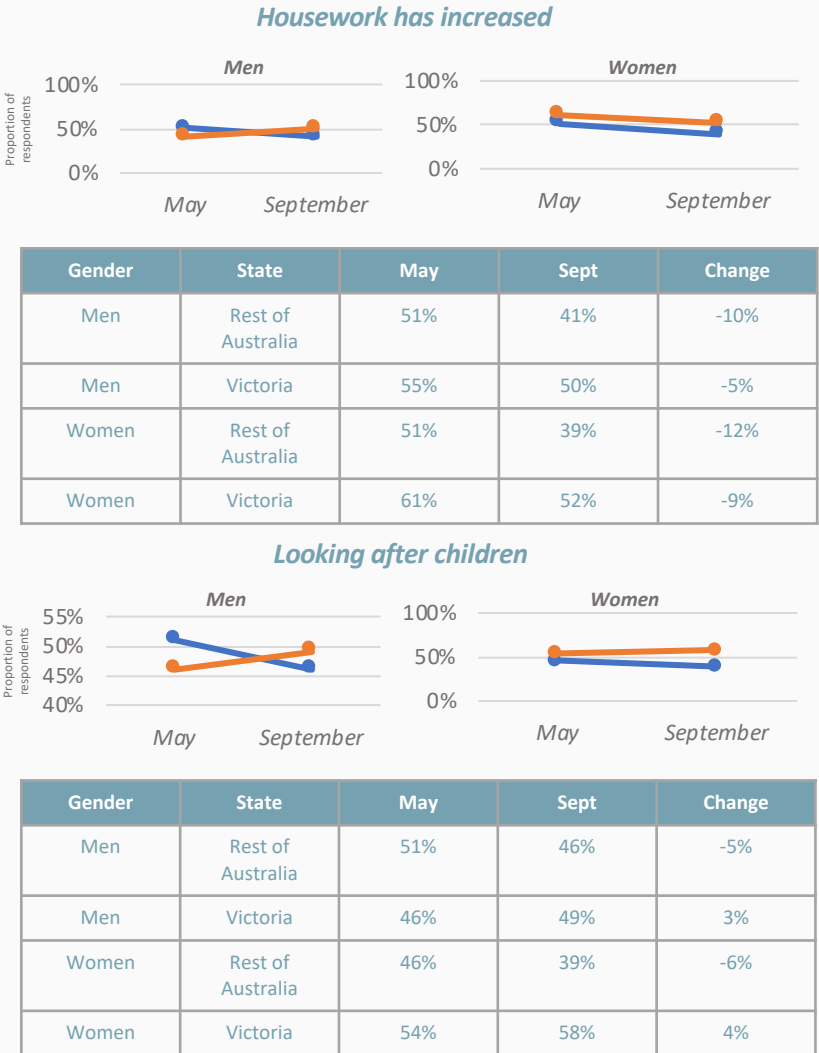 Housework has increased
Men
Women
Proportion of
respondents
100%
50%
0%
May September
100%
50%
0%
May September
Gender State May Sept Change
Men Rest of
Australia 51% 41% -10%
Men Victoria 55% 50% -5%
Women Rest of
Australia 51% 39% -12%
Women Victoria 61% 52% -9%
Looking after children
Men
Women
Proportion of
respondents
55%
50%
45%
40%
May September
100%
50%
0%
May September
Gender State May Sept Change
Men Rest of
Australia 51% 46% -5%
Men Victoria 46% 49% 3%
Women Rest of
Australia 46% 39% -6%
Women Victoria 54% 58% 4%